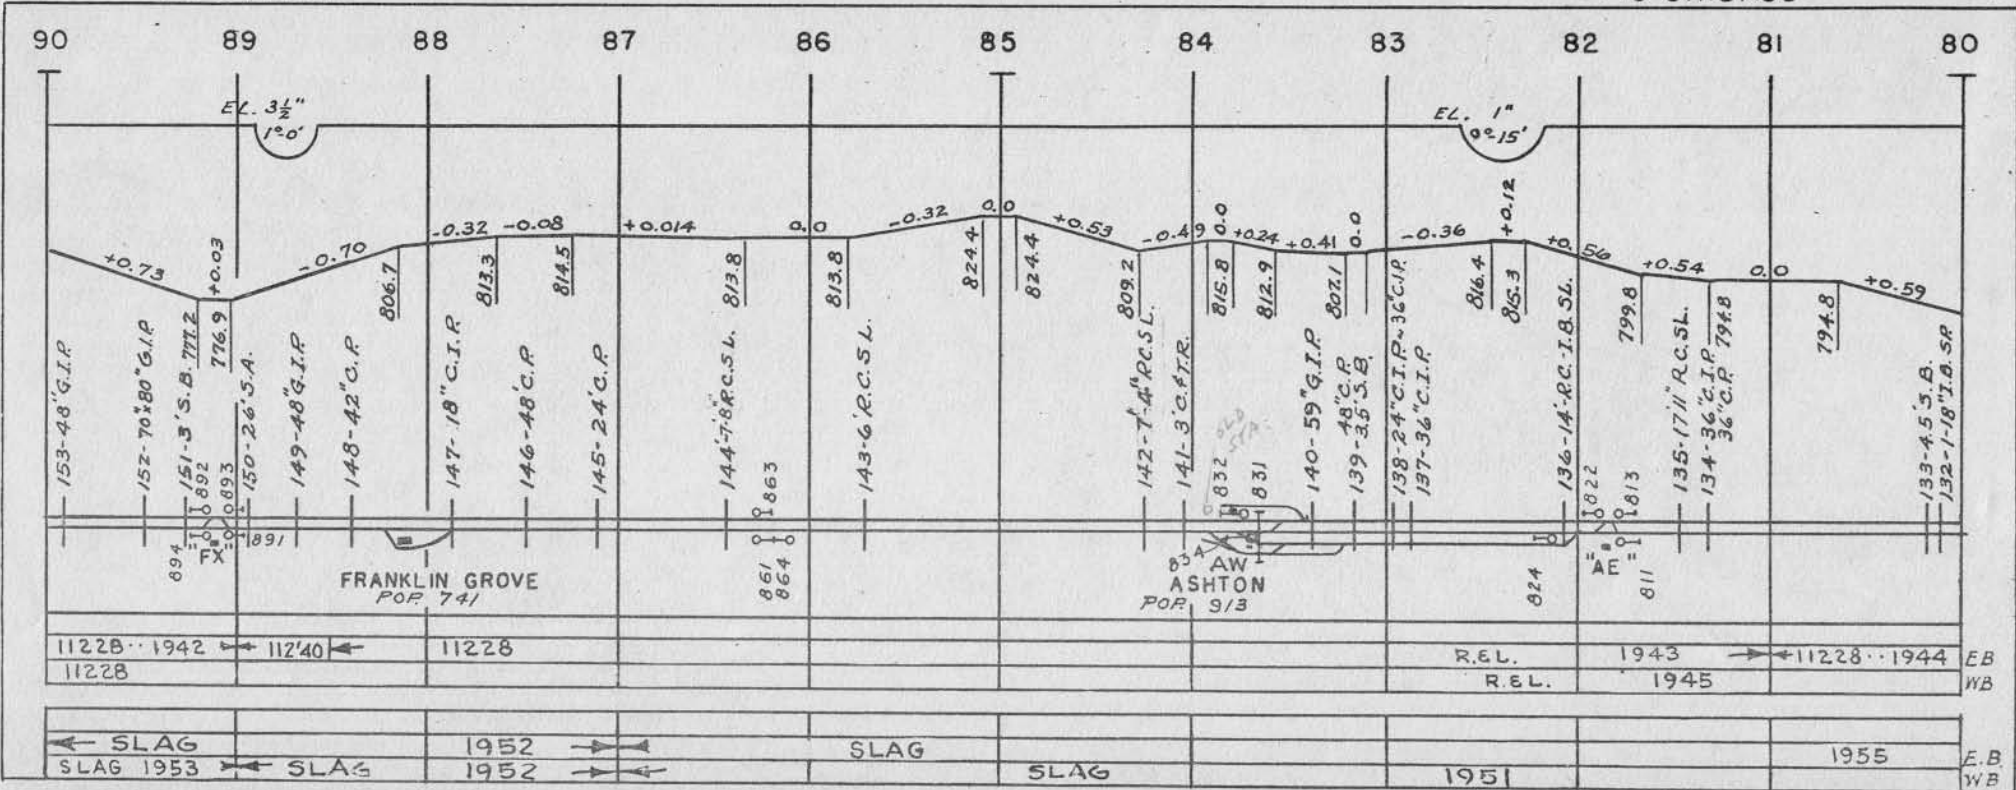 90 89 88 87 86 85 84 83 82 81 80
EL. 3½" EL. 1"
1°-0' 0°-15'
+0.73 +0.03 -0.70 -0.32 -0.08 +0.014 0.0 -0.32 0.0 +0.53 -0.49 0.0 +0.24 +0.41 0.0 -0.36 +0.12 +0.56 +0.54 0.0 +0.59
777.2 776.9 806.7 813.3 814.5 813.8 813.8 824.4 824.4 809.2 815.8 812.9 807.1 816.4 815.3 799.8 794.8 794.8
153-48"G.I.P.
152-70"x80"G.I.P.
151-3'S.B.
150-26'S.A.
149-48"G.I.P.
148-42"C.P.
147-18"C.I.P.
146-48"C.P.
145-24"C.P.
144-7'-8"R.C.S.L.
143-6'R.C.S.L.
142-7'-4"R.C.S.L.
141-3'C.&T.R.
140-59"G.I.P.
139-48"C.P.
3.5'S.B.
138-24"C.I.P.~36"C.I.P.
137-36"C.I.P.
136-14'-R.C.-I.B.SL.
135-17'11"R.C.SL.
134-36"C.I.P.
36"C.P.
133-4.5'S.B.
132-1-18"I.B.SP.
892 893 863 832 831 822 813
OLD
STA.
894 "FX" 891 861 864 83A AW 824 "AE" 811
FRANKLIN GROVE
POP. 741
ASHTON
POP. 913
11228·· 1942 112'40 11228 R.E.L. 1943 11228··1944 EB
11228 R.E.L. 1945 WB
SLAG 1952 SLAG 1955 E.B.
SLAG 1953 SLAG 1952 SLAG 1951 WB